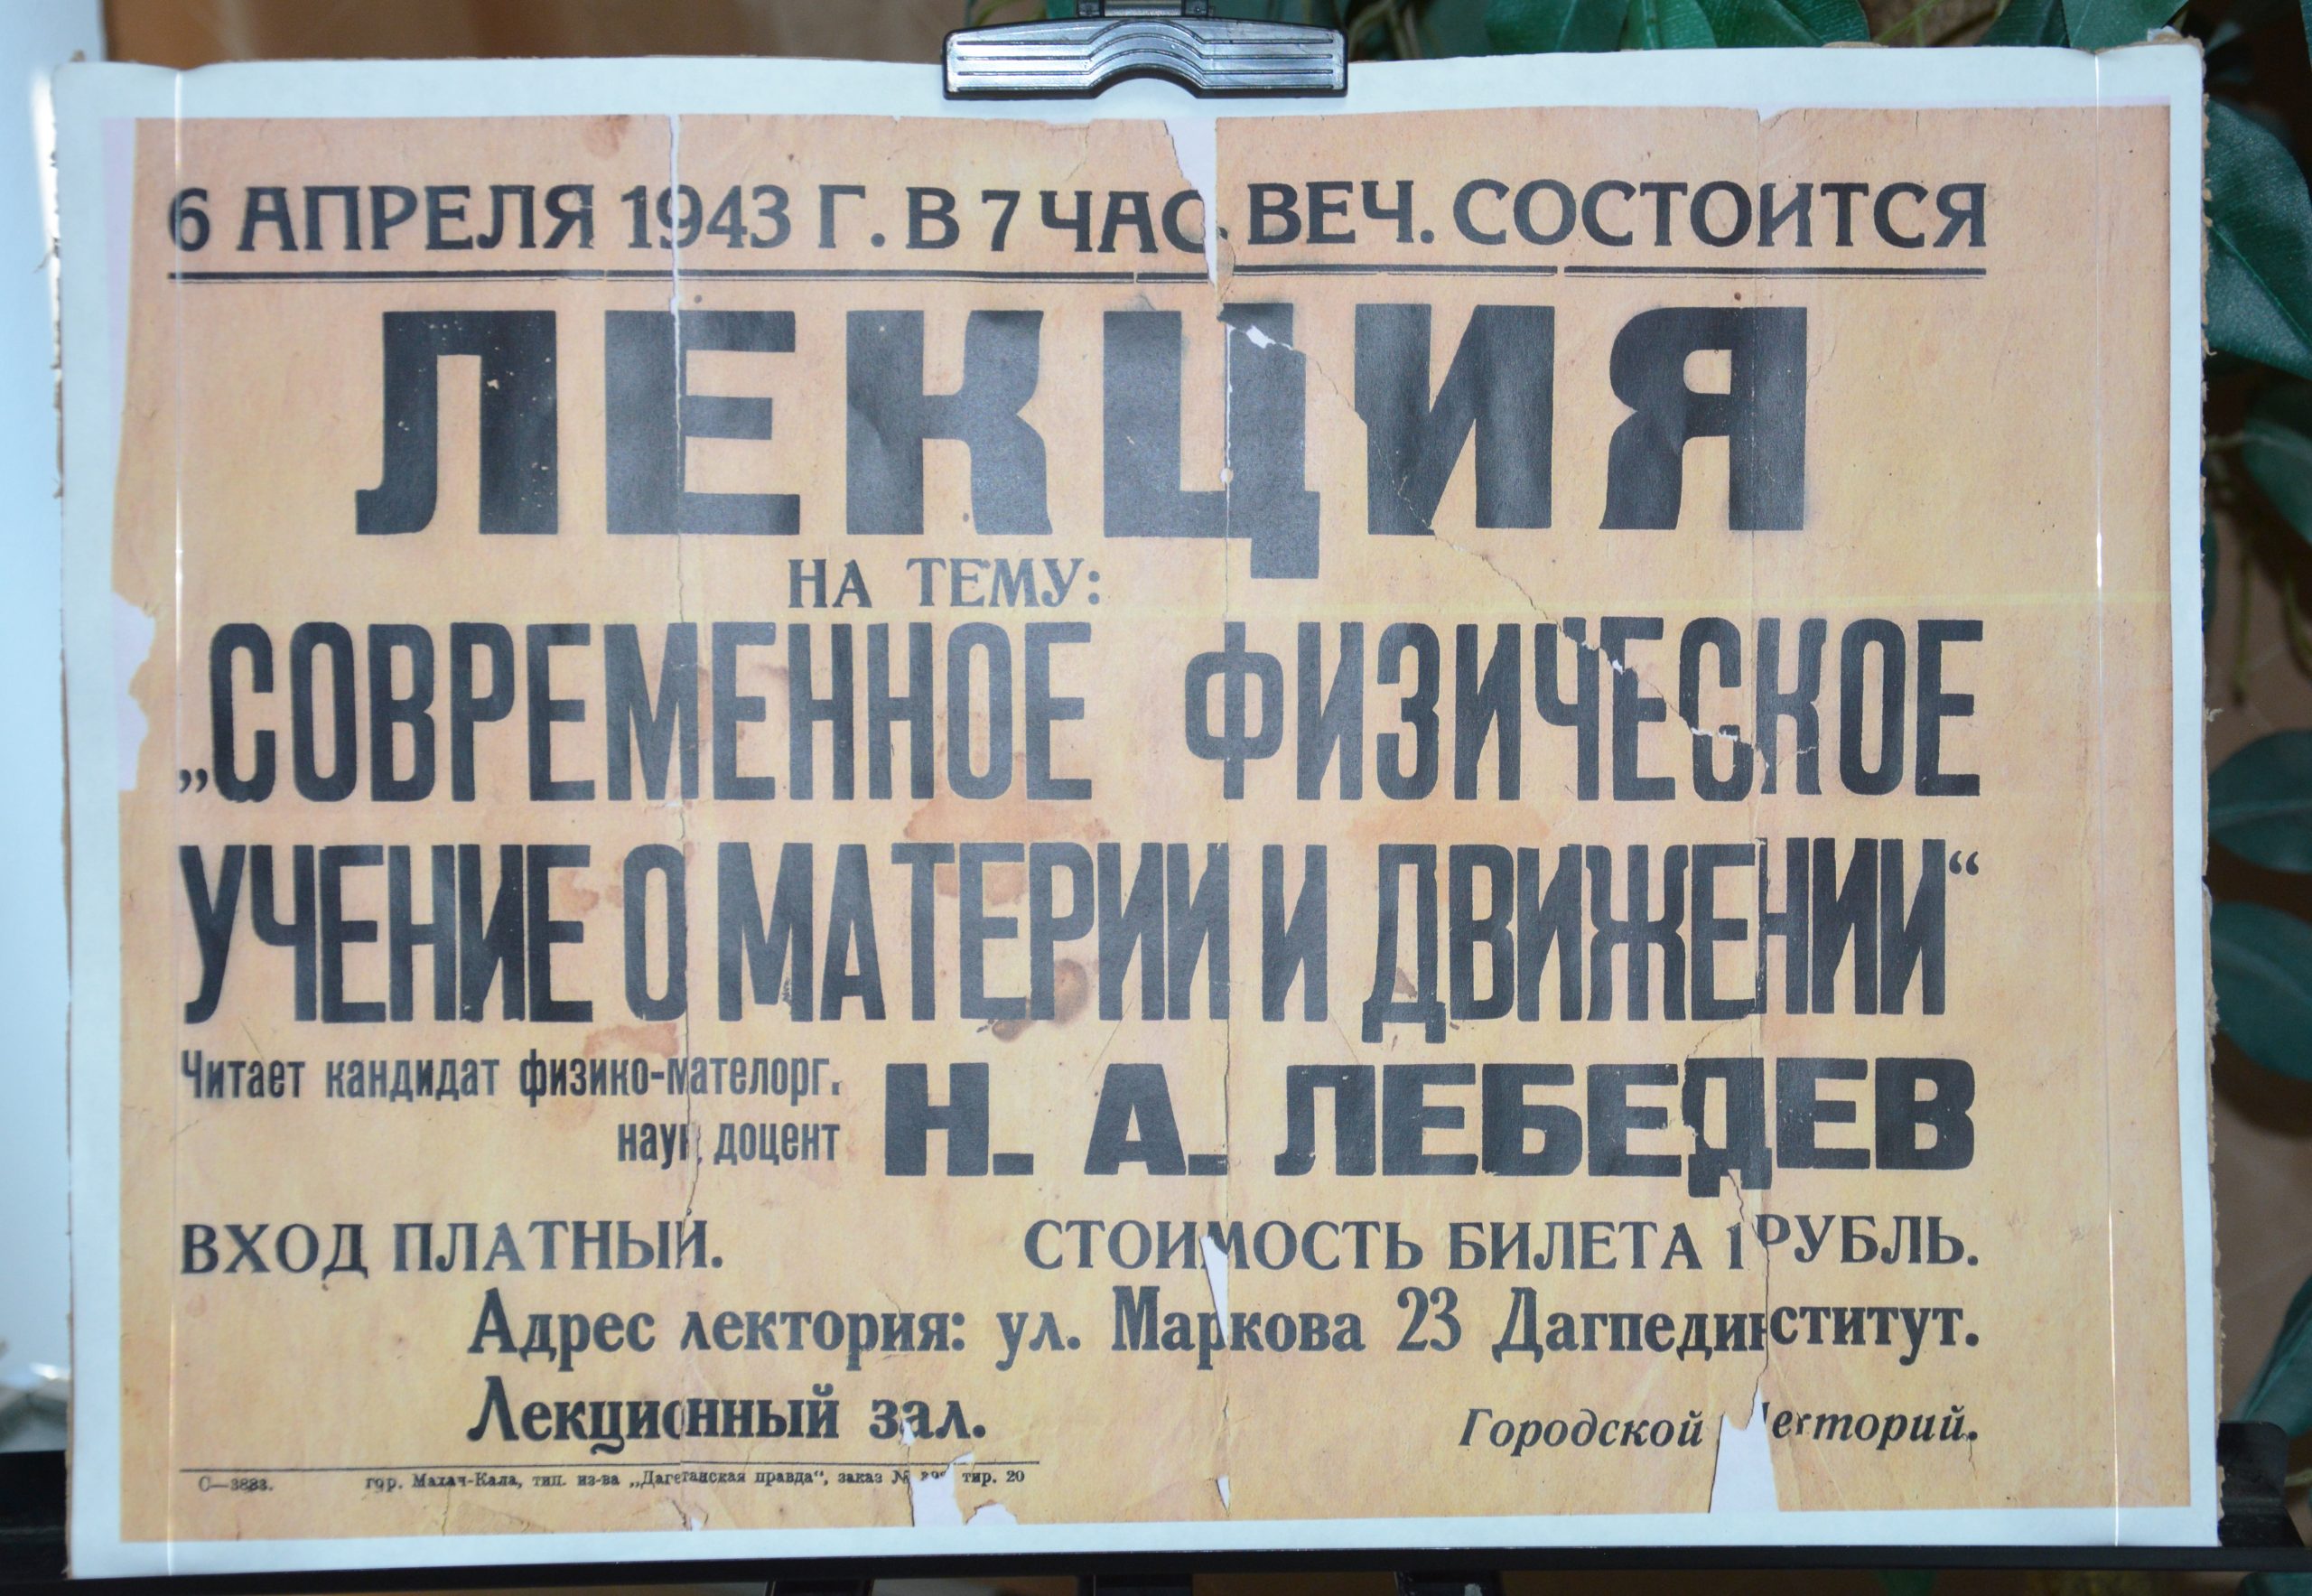 6 АПРЕЛЯ 1943 Г. В 7 ЧАС. ВЕЧ. СОСТОИТСЯ
ЛЕКЦИЯ
НА ТЕМУ:
„СОВРЕМЕННОЕ ФИЗИЧЕСКОЕ
УЧЕНИЕ О МАТЕРИИ И ДВИЖЕНИИ“
Читает кандидат физико-мателорг.
наук доцент
Н. А. ЛЕБЕДЕВ
ВХОД ПЛАТНЫЙ. СТОИМОСТЬ БИЛЕТА 1 РУБЛЬ.
Адрес лектория: ул. Маркова 23 Дагпединститут.
Лекционный зал.
Городской Лекторий.
С—3883. гор. Махач-Кала, тип. из-ва „Дагетанская правда“, заказ № тир. 20